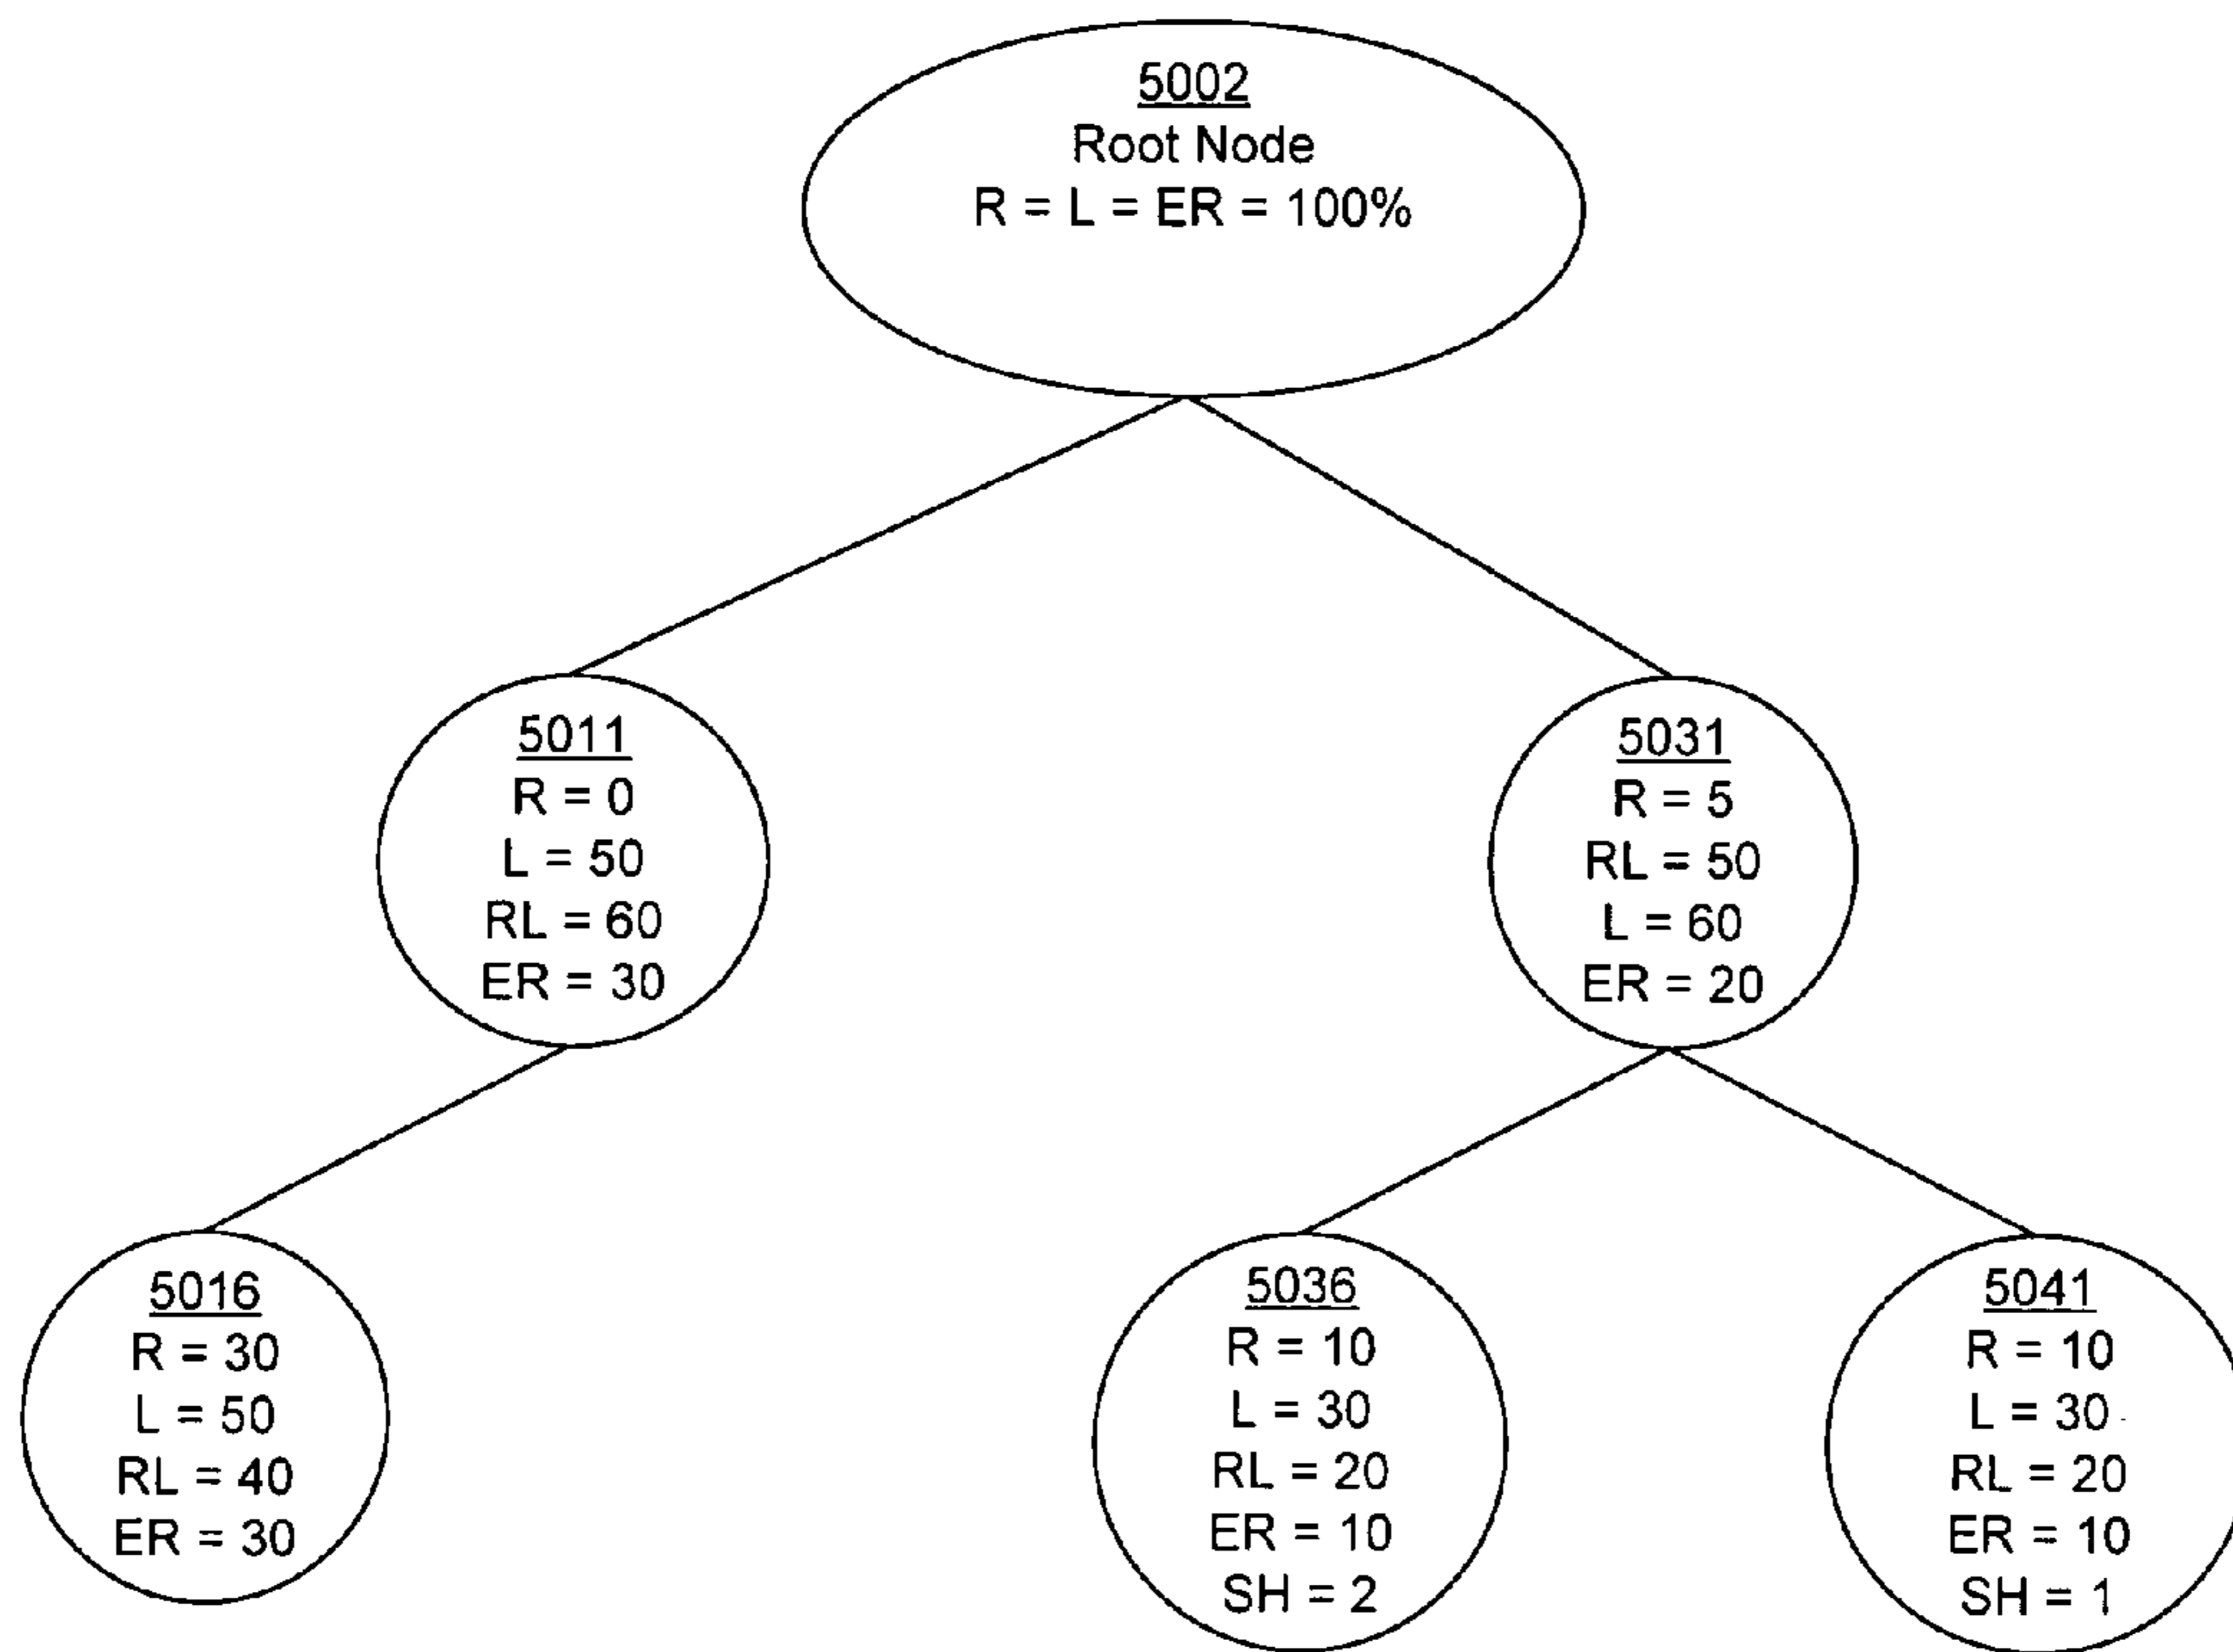 5002
Root Node
R = L = ER = 100%
5011
R = 0
L = 50
RL = 60
ER = 30
5031
R = 5
RL = 50
L = 60
ER = 20
5016
R = 30
L = 50
RL = 40
ER = 30
5036
R = 10
L = 30
RL = 20
ER = 10
SH = 2
5041
R = 10
L = 30
RL = 20
ER = 10
SH = 1